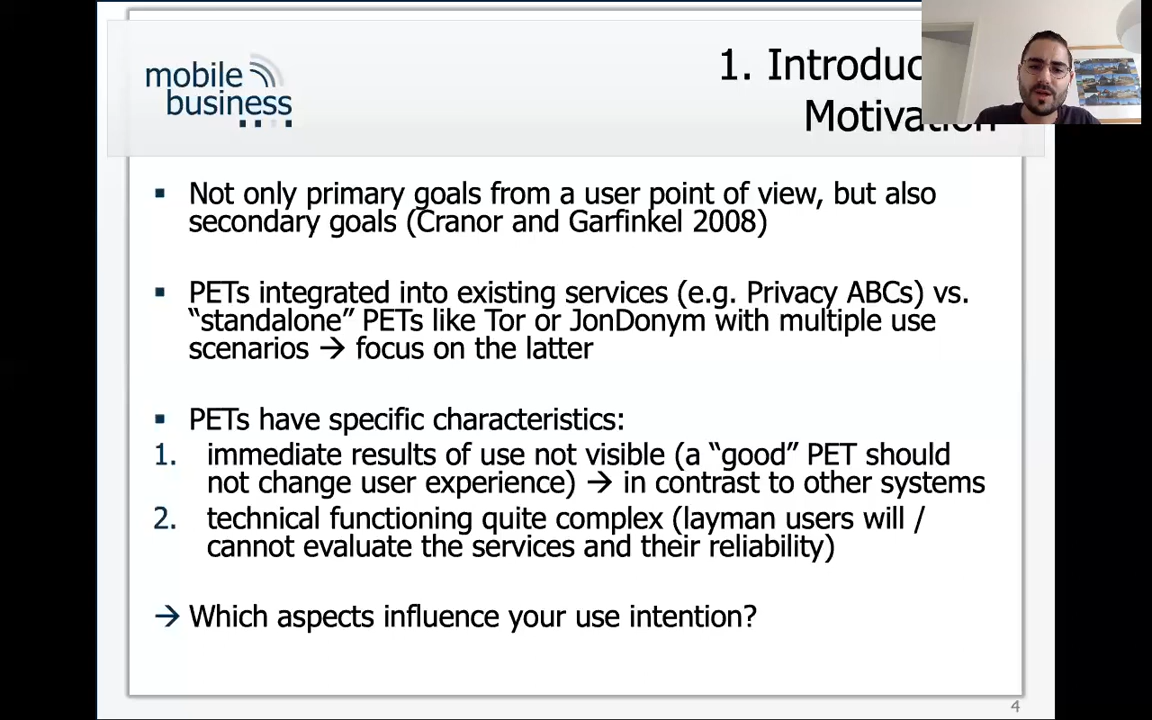 mobile
business
1. Introduc
Motivation
Not only primary goals from a user point of view, but also
secondary goals (Cranor and Garfinkel 2008)
PETs integrated into existing services (e.g. Privacy ABCs) vs.
“standalone” PETs like Tor or JonDonym with multiple use
scenarios → focus on the latter
PETs have specific characteristics:
1. immediate results of use not visible (a “good” PET should
not change user experience) → in contrast to other systems
2. technical functioning quite complex (layman users will /
cannot evaluate the services and their reliability)
→ Which aspects influence your use intention?
4